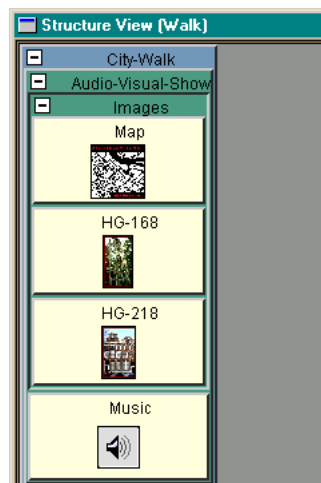 Structure View (Walk)
City-Walk
Audio-Visual-Show
Images
Map
HG-168
HG-218
Music